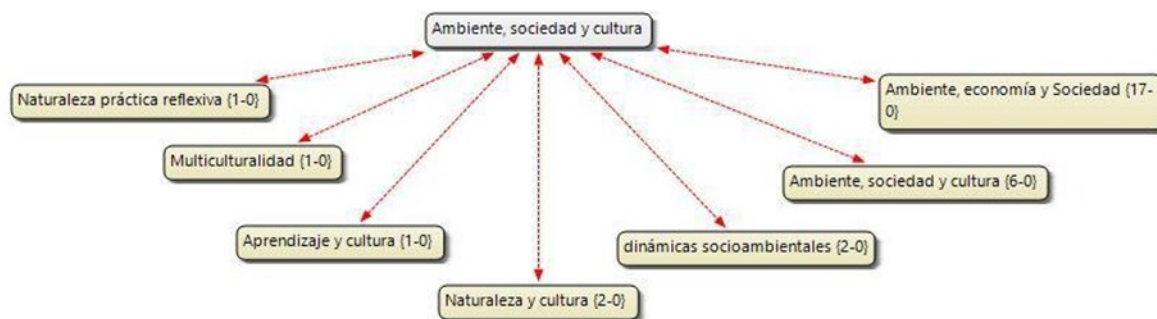 Ambiente, sociedad y cultura
Naturaleza práctica reflexiva {1-0}
Ambiente, economía y Sociedad {17-
0}
Multiculturalidad {1-0}
Ambiente, sociedad y cultura {6-0}
Aprendizaje y cultura {1-0}
dinámicas socioambientales {2-0}
Naturaleza y cultura {2-0}